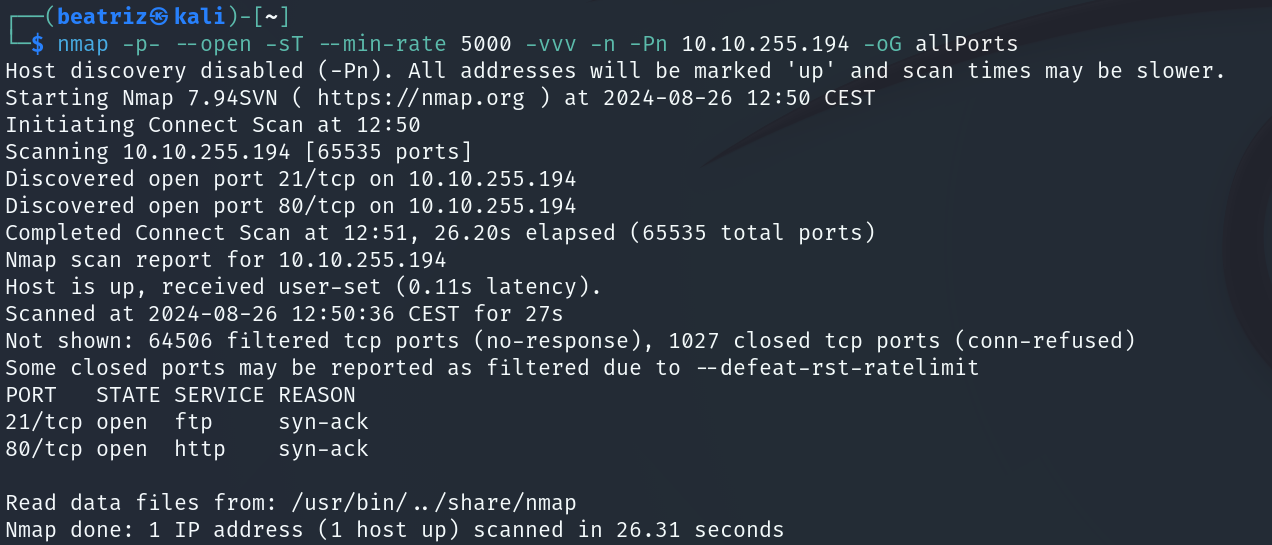 ┌──(beatriz㉿kali)-[~]
└─$ nmap -p- --open -sT --min-rate 5000 -vvv -n -Pn 10.10.255.194 -oG allPorts
Host discovery disabled (-Pn). All addresses will be marked 'up' and scan times may be slower.
Starting Nmap 7.94SVN ( https://nmap.org ) at 2024-08-26 12:50 CEST
Initiating Connect Scan at 12:50
Scanning 10.10.255.194 [65535 ports]
Discovered open port 21/tcp on 10.10.255.194
Discovered open port 80/tcp on 10.10.255.194
Completed Connect Scan at 12:51, 26.20s elapsed (65535 total ports)
Nmap scan report for 10.10.255.194
Host is up, received user-set (0.11s latency).
Scanned at 2024-08-26 12:50:36 CEST for 27s
Not shown: 64506 filtered tcp ports (no-response), 1027 closed tcp ports (conn-refused)
Some closed ports may be reported as filtered due to --defeat-rst-ratelimit
PORT   STATE SERVICE REASON
21/tcp open  ftp     syn-ack
80/tcp open  http    syn-ack
Read data files from: /usr/bin/../share/nmap
Nmap done: 1 IP address (1 host up) scanned in 26.31 seconds